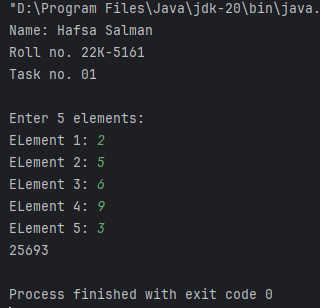 "D:\Program Files\Java\jdk-20\bin\java.
Name: Hafsa Salman
Roll no. 22K-5161
Task no. 01
Enter 5 elements:
ELement 1: 2
ELement 2: 5
ELement 3: 6
ELement 4: 9
ELement 5: 3
25693
Process finished with exit code 0